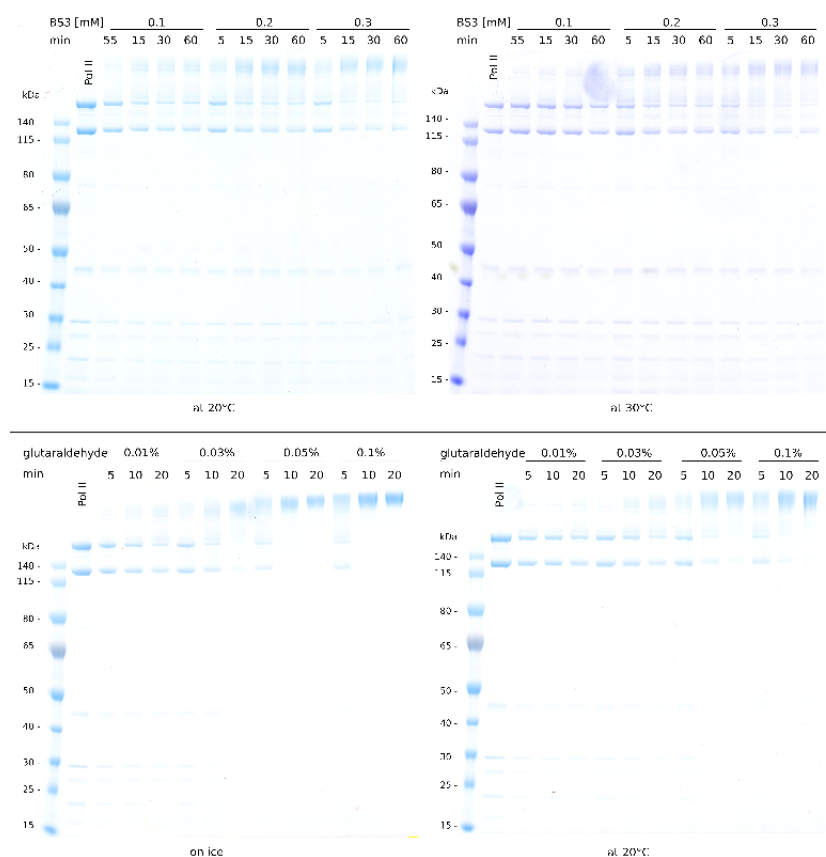 B53 [mM] 0.1 0.2 0.3
min 55 15 30 60 5 15 30 60 5 15 30 60
Pol II
kDa
140 -
115 -
80 -
65 -
50 -
40 -
30 -
25 -
15 -
at 20°C
B53 [mM] 0.1 0.2 0.3
min 55 15 30 60 5 15 30 60 5 15 30 60
Pol II
kDa
140 -
115 -
80 -
65 -
50
40
30 -
25 -
15 -
at 30°C
glutaraldehyde 0.01% 0.03% 0.05% 0.1%
min 5 10 20 5 10 20 5 10 20 5 10 20
Pol II
kDa
140 -
115 -
80 -
65
50
40 -
30 -
25 -
15 -
on ice
glutaraldehyde 0.01% 0.03% 0.05% 0.1%
min 5 10 20 5 10 20 5 10 20 5 10 20
Pol II
kDa
140 -
115
80 -
65 -
50 -
40 -
30
25 -
15 -
at 20°C